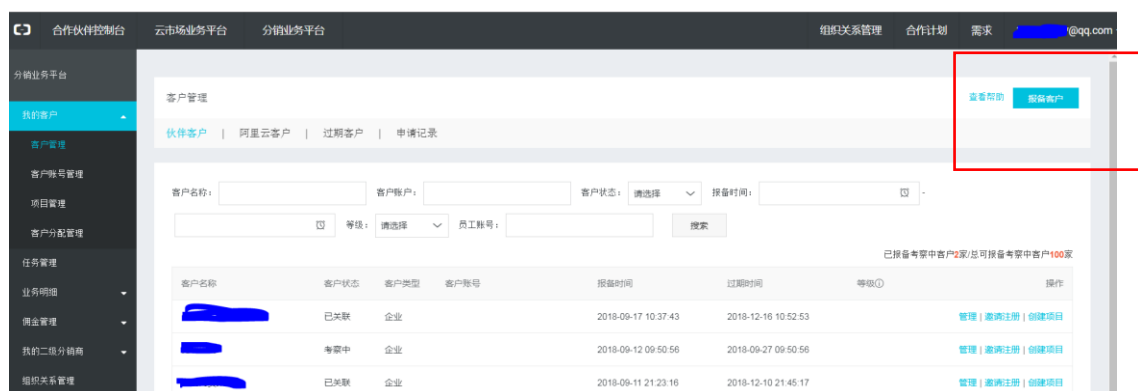 合作伙伴控制台 云市场业务平台 分销业务平台 组织关系管理 合作计划 需求 @qq.com
分销业务平台
我的客户
客户管理
客户账号管理
项目管理
客户分配管理
任务管理
业务明细
佣金管理
我的二级分销商
组织关系管理
客户管理 查看帮助 报备客户
伙伴客户 | 阿里云客户 | 过期客户 | 申请记录
客户名称: 客户账户: 客户状态: 请选择 报备时间: -
等级: 请选择 员工账号: 搜索
已报备考察中客户2家/总可报备考察中客户100家
客户名称 客户状态 客户类型 客户账号 报备时间 过期时间 等级 操作
已关联 企业 2018-09-17 10:37:43 2018-12-16 10:52:53 管理 | 邀请注册 | 创建项目
考察中 企业 2018-09-12 09:50:56 2018-09-27 09:50:56 管理 | 邀请注册 | 创建项目
已关联 企业 2018-09-11 21:23:16 2018-12-10 21:45:17 管理 | 邀请注册 | 创建项目